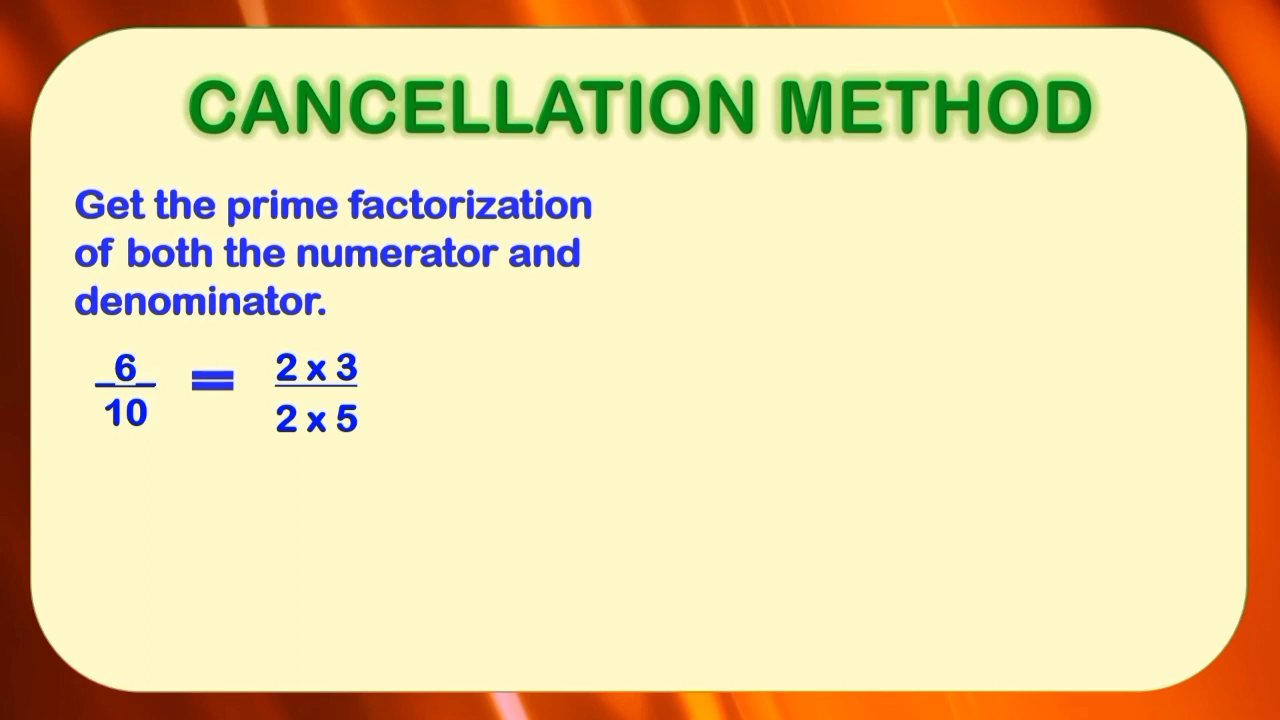 CANCELLATION METHOD
Get the prime factorization
of both the numerator and
denominator.
6 = 2 x 3
10 2 x 5